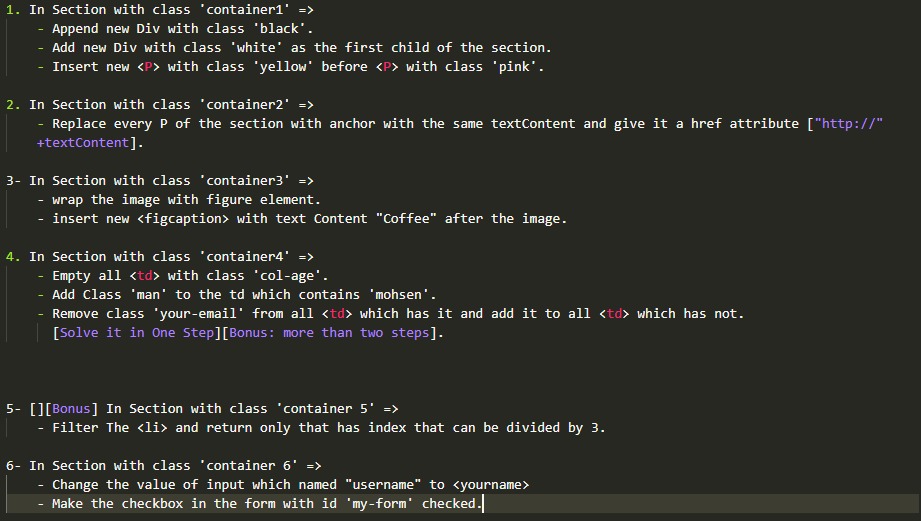 1. In Section with class 'container1' =>
- Append new Div with class 'black'.
- Add new Div with class 'white' as the first child of the section.
- Insert new <P> with class 'yellow' before <P> with class 'pink'.
2. In Section with class 'container2' =>
- Replace every P of the section with anchor with the same textContent and give it a href attribute ["http://"
+textContent].
3- In Section with class 'container3' =>
- wrap the image with figure element.
- insert new <figcaption> with text Content "Coffee" after the image.
4. In Section with class 'container4' =>
- Empty all <td> with class 'col-age'.
- Add Class 'man' to the td which contains 'mohsen'.
- Remove class 'your-email' from all <td> which has it and add it to all <td> which has not.
[Solve it in One Step][Bonus: more than two steps].
5- [][Bonus] In Section with class 'container 5' =>
- Filter The <li> and return only that has index that can be divided by 3.
6- In Section with class 'container 6' =>
- Change the value of input which named "username" to <yourname>
- Make the checkbox in the form with id 'my-form' checked.